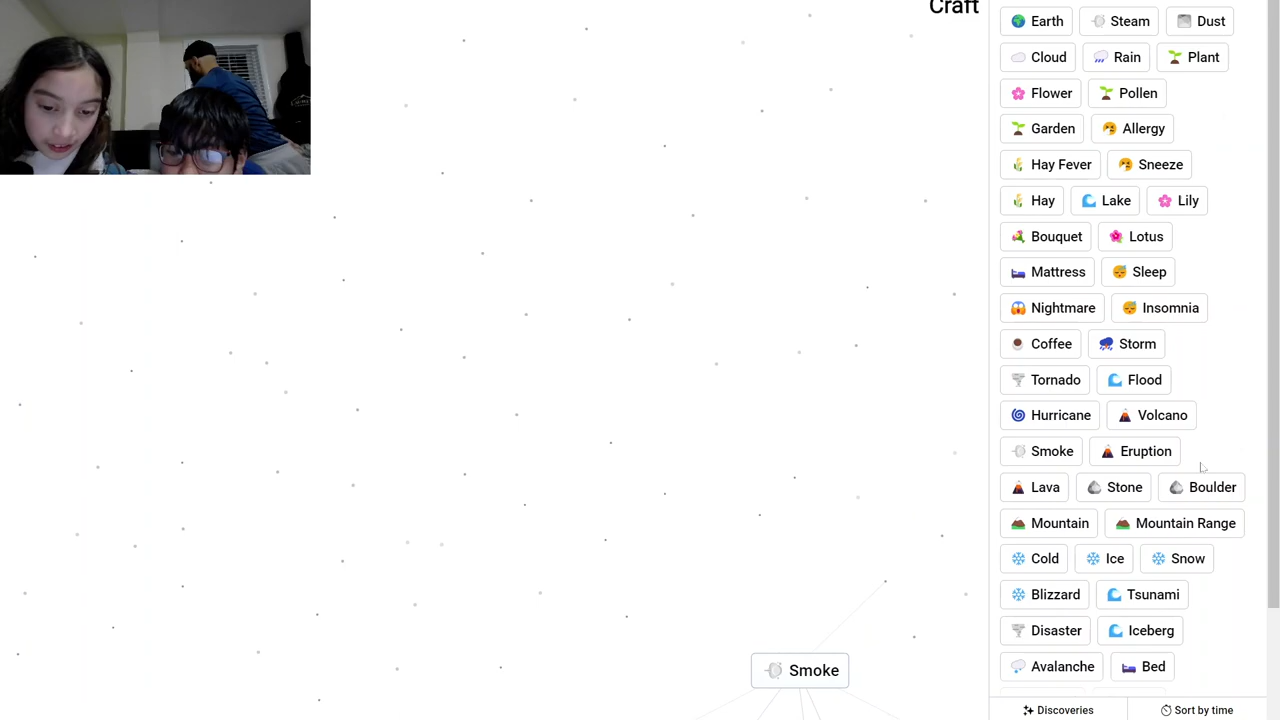 Craft
Earth Steam Dust
Cloud Rain Plant
Flower Pollen
Garden Allergy
Hay Fever Sneeze
Hay Lake Lily
Bouquet Lotus
Mattress Sleep
Nightmare Insomnia
Coffee Storm
Tornado Flood
Hurricane Volcano
Smoke Eruption
Lava Stone Boulder
Mountain Mountain Range
Cold Ice Snow
Blizzard Tsunami
Disaster Iceberg
Avalanche Bed
Smoke
Discoveries Sort by time